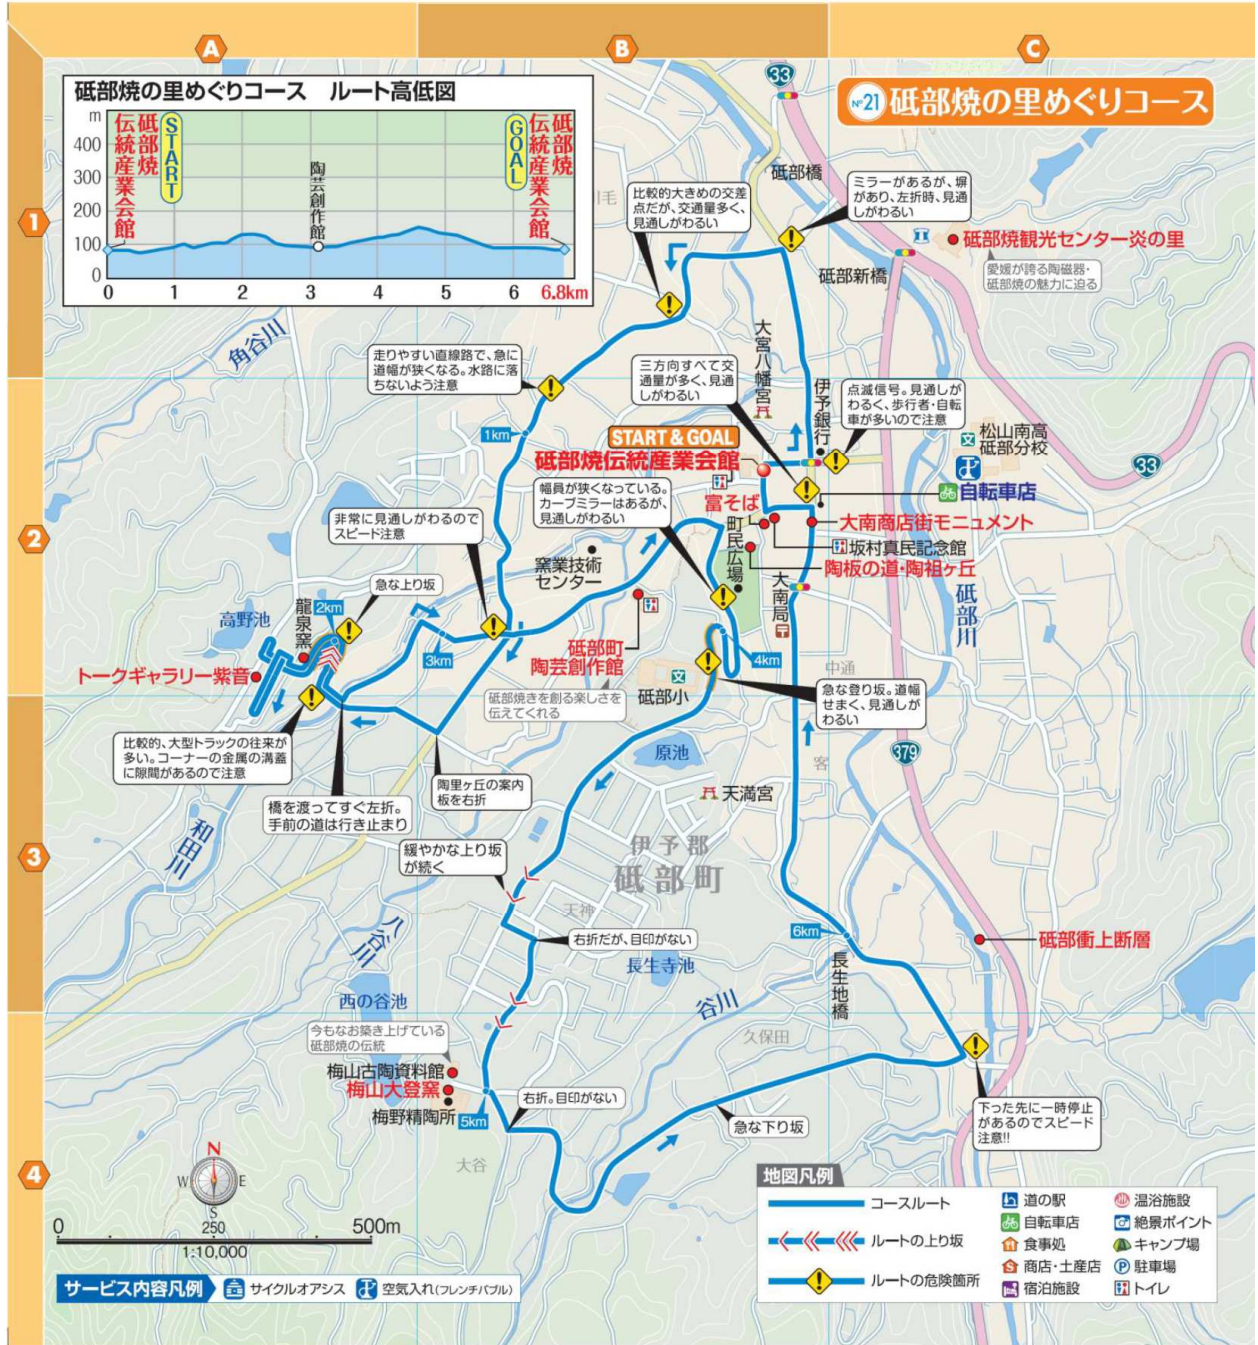 A
B
C
1
2
3
4
№21 砥部焼の里めぐりコース
砥部焼の里めぐりコース ルート高低図
m
400
300
200
100
0
砥部焼
伝統産業会館
START
陶芸創作館
GOAL
砥部焼
伝統産業会館
0
1
2
3
4
5
6
6.8km
33
砥部橋
川毛
比較的大きめの交差
点だが、交通量多く、
見通しがわるい
ミラーがあるが、塀
があり、左折時、見通
しがわるい
砥部焼観光センター炎の里
愛媛が誇る陶磁器・
砥部焼の魅力に迫る
砥部新橋
角谷川
走りやすい直線路で、急に
道幅が狭くなる。水路に落
ちないよう注意
大宮八幡宮
三方向すべて交
通量が多く、見通
しがわるい
伊予銀行
点滅信号。見通しが
わるく、歩行者・自転
車が多いので注意
松山南高
砥部分校
33
1km
START & GOAL
砥部焼伝統産業会館
自転車店
幅員が狭くなっている。
カーブミラーはあるが、
見通しがわるい
富そば
大南商店街モニュメント
非常に見通しがわるので
スピード注意
町民広場
坂村真民記念館
陶板の道・陶祖ヶ丘
窯業技術
センター
大南局
砥部川
急な上り坂
高野池
龍泉窯
2km
3km
砥部町
陶芸創作館
4km
トークギャラリー紫音
砥部焼きを創る楽しさを
伝えてくれる
砥部小
中通
急な登り坂。道幅
せまく、見通しが
わるい
比較的、大型トラックの往来が
多い。コーナーの金属の溝蓋
に隙間があるので注意
原池
379
客
陶里ヶ丘の案内
板を右折
橋を渡ってすぐ左折。
手前の道は行き止まり
天満宮
和田川
緩やかな上り坂
が続く
伊予郡
砥部町
八谷川
天神
右折だが、目印がない
6km
砥部衝上断層
長生寺池
長生地橋
西の谷池
谷川
久保田
今もなお築き上げている
砥部焼の伝統
梅山古陶資料館
梅山大登窯
梅野精陶所
5km
右折。目印がない
急な下り坂
下った先に一時停止
があるのでスピード
注意!!
大谷
N
W
E
S
0
250
500m
1:10,000
サービス内容凡例
サイクルオアシス
空気入れ(フレンチバブル)
地図凡例
コースルート
ルートの上り坂
ルートの危険箇所
道の駅
自転車店
食事処
商店・土産店
宿泊施設
温浴施設
絶景ポイント
キャンプ場
駐車場
トイレ